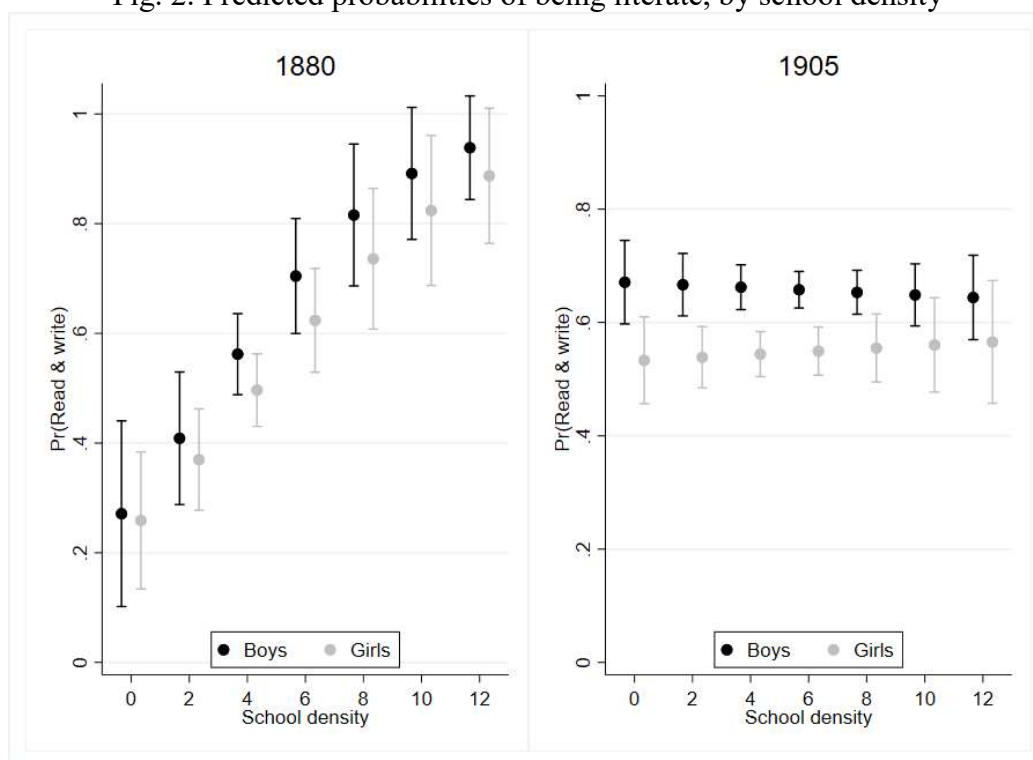 Fig. 2. Predicted probabilities of being literate, by school density
1880
Pr(Read & write)
1
.8
.6
.4
.2
0
Boys Girls
0 2 4 6 8 10 12
School density
1905
Pr(Read & write)
1
.8
.6
.4
.2
0
Boys Girls
0 2 4 6 8 10 12
School density